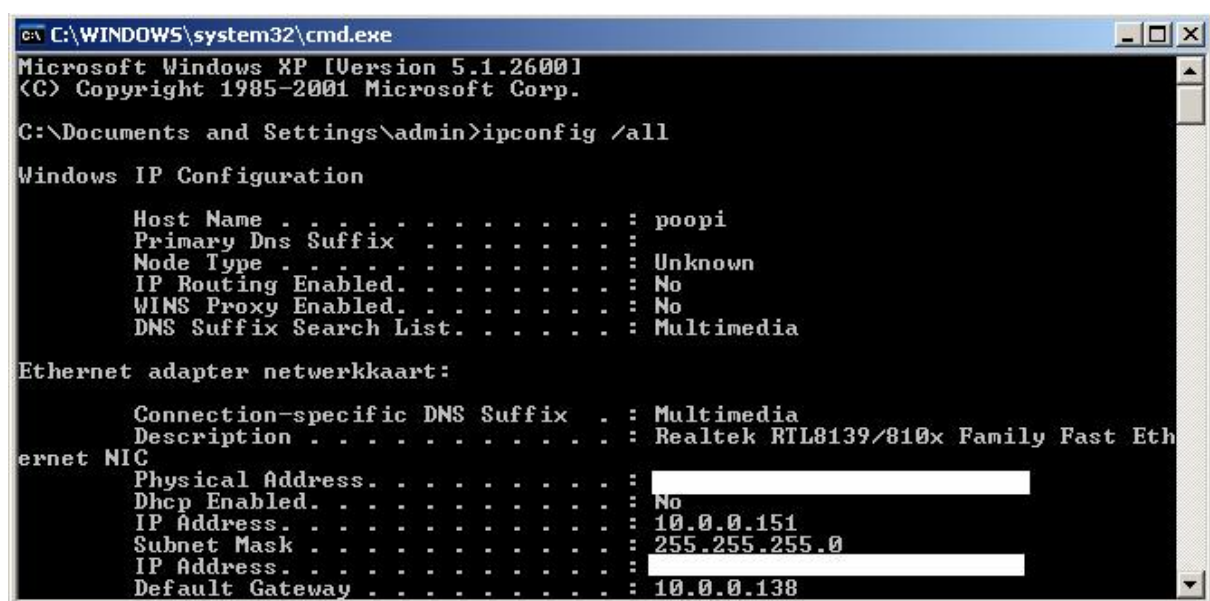 C:\WINDOWS\system32\cmd.exe
Microsoft Windows XP [Version 5.1.2600]
(C) Copyright 1985-2001 Microsoft Corp.
C:\Documents and Settings\admin>ipconfig /all
Windows IP Configuration
Host Name . . . . . . . . . . . . : poopi
Primary Dns Suffix . . . . . . . :
Node Type . . . . . . . . . . . . : Unknown
IP Routing Enabled. . . . . . . . : No
WINS Proxy Enabled. . . . . . . . : No
DNS Suffix Search List. . . . . . : Multimedia
Ethernet adapter netwerkkaart:
Connection-specific DNS Suffix . : Multimedia
Description . . . . . . . . . . . : Realtek RTL8139/810x Family Fast Eth
ernet NIC
Physical Address. . . . . . . . . :
Dhcp Enabled. . . . . . . . . . . : No
IP Address. . . . . . . . . . . . : 10.0.0.151
Subnet Mask . . . . . . . . . . . : 255.255.255.0
IP Address. . . . . . . . . . . . :
Default Gateway . . . . . . . . . : 10.0.0.138